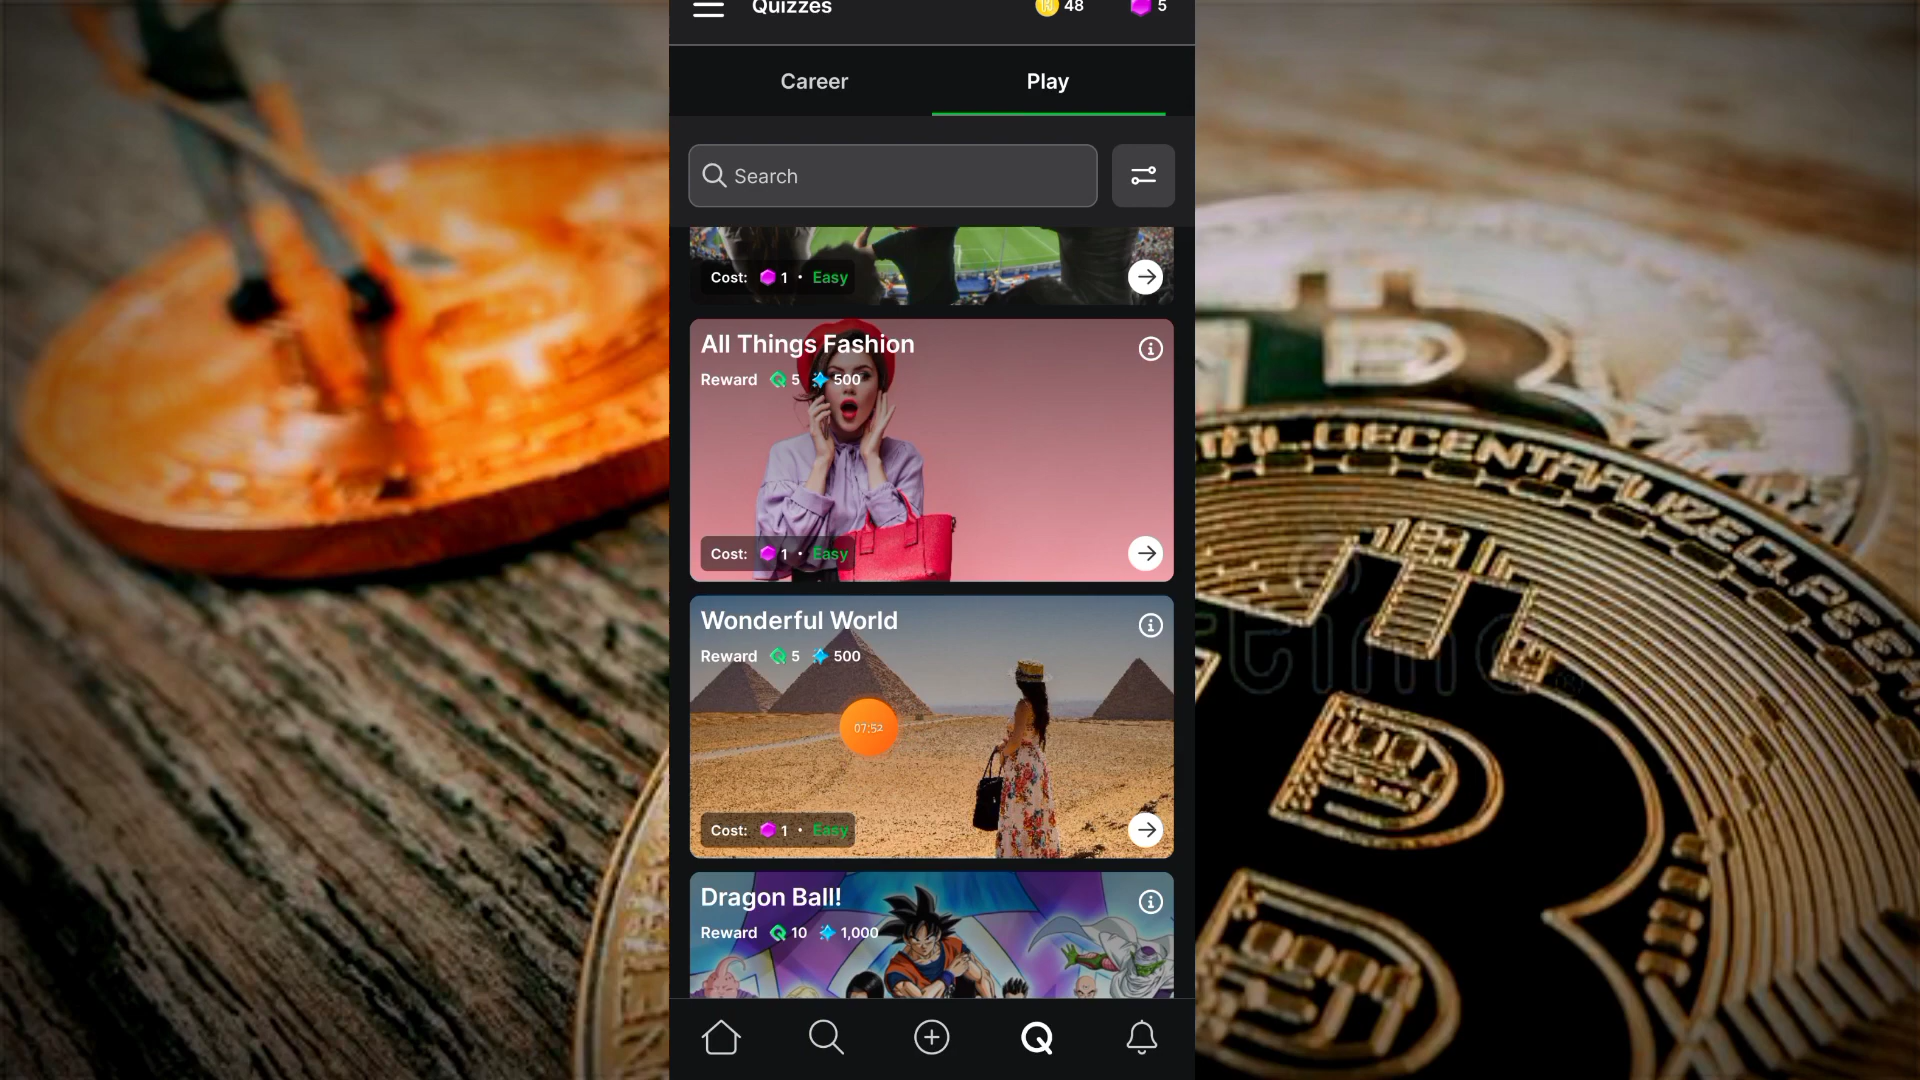 Quizzes
48
5
Career
Play
Search
Cost: 1 • Easy
All Things Fashion
Reward 5 500
Cost: 1 • Easy
Wonderful World
Reward 5 500
07:52
Cost: 1 • Easy
Dragon Ball!
Reward 10 1,000
DECENTRALIZED
time